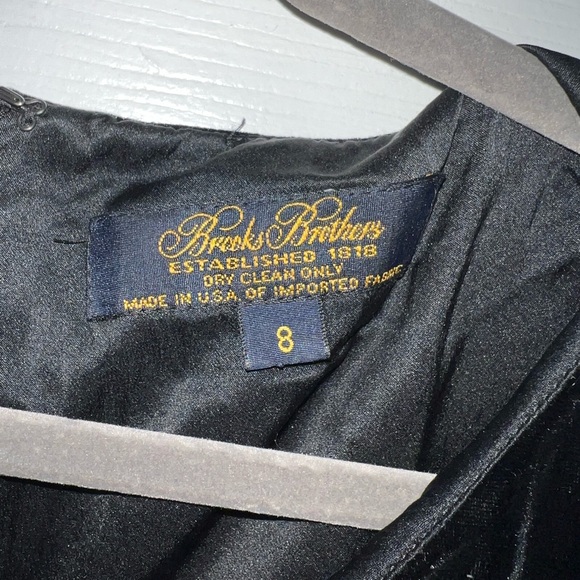 Brooks Brothers
ESTABLISHED 1818
DRY CLEAN ONLY
MADE IN U.S.A. OF IMPORTED FABRIC
8